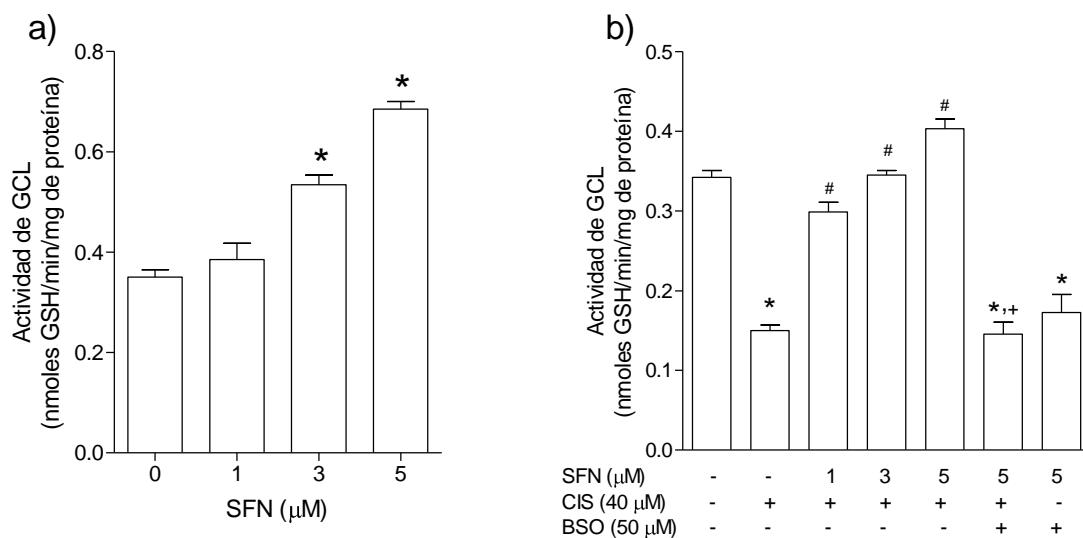 a)
Actividad de GCL
(nmoles GSH/min/mg de proteína)
0.8
0.6
0.4
0.2
0.0
*
*
0 1 3 5
SFN (μM)
b)
Actividad de GCL
(nmoles GSH/min/mg de proteína)
0.5
0.4
0.3
0.2
0.1
0.0
*
#
#
#
*,+
*
SFN (μM) - - 1 3 5 5 5
CIS (40 μM) - + + + + + -
BSO (50 μM) - - - - - + +